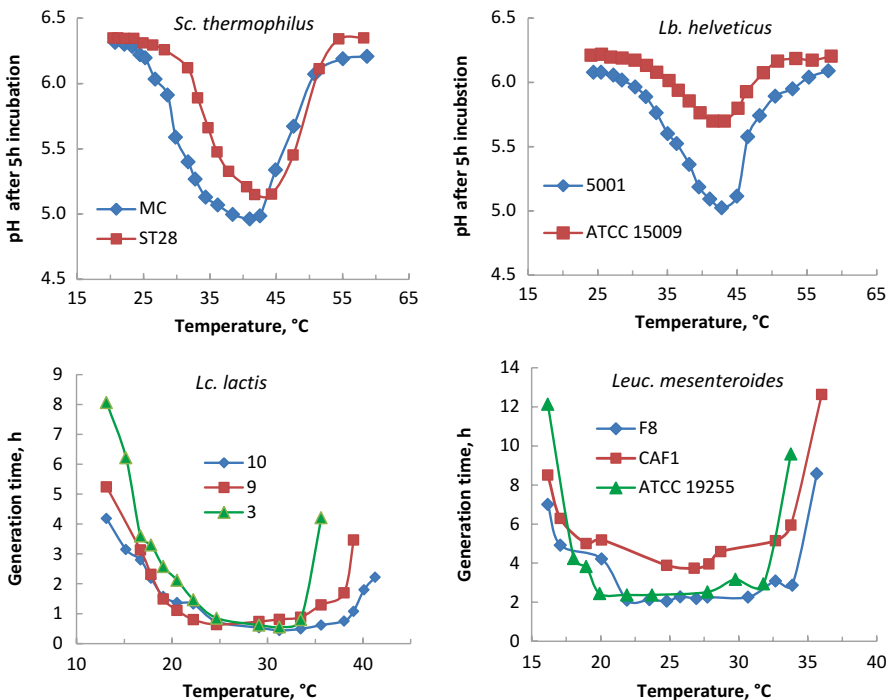 Sc. thermophilus
6.5
6.0
5.5
5.0
4.5
pH after 5h incubation
MC
ST28
15 25 35 45 55 65
Temperature, °C
Lb. helveticus
6.5
6.0
5.5
5.0
4.5
pH after 5h incubstion
5001
ATCC 15009
15 25 35 45 55 65
Temperature, °C
Lc. lactis
9
8
7
6
5
4
3
2
1
0
Generation time, h
10
9
3
10 20 30 40
Temperature, °C
Leuc. mesenteroides
14
12
10
8
6
4
2
0
Generation time, h
F8
CAF1
ATCC 19255
15 20 25 30 35 40
Temperature, °C